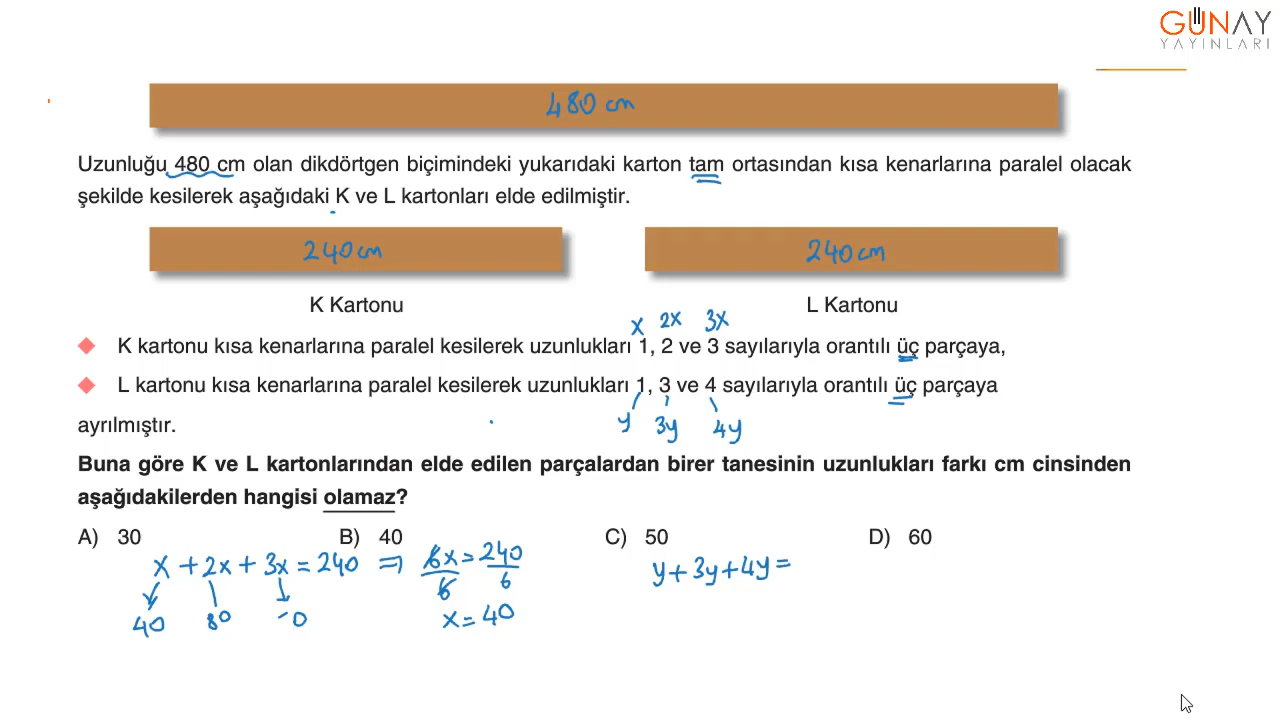 GÜNAY
YAYINLARI
480 cm
Uzunluğu 480 cm olan dikdörtgen biçimindeki yukarıdaki karton tam ortasından kısa kenarlarına paralel olacak
şekilde kesilerek aşağıdaki K ve L kartonları elde edilmiştir.
240 cm 240 cm
K Kartonu L Kartonu
x 2x 3x
K kartonu kısa kenarlarına paralel kesilerek uzunlukları 1, 2 ve 3 sayılarıyla orantılı üç parçaya,
L kartonu kısa kenarlarına paralel kesilerek uzunlukları 1, 3 ve 4 sayılarıyla orantılı üç parçaya
ayrılmıştır.
y 3y 4y
Buna göre K ve L kartonlarından elde edilen parçalardan birer tanesinin uzunlukları farkı cm cinsinden
aşağıdakilerden hangisi olamaz?
A) 30 B) 40 C) 50 D) 60
x + 2x + 3x = 240 ⇒ 6x = 240 y + 3y + 4y =
6 6
40 80 x = 40